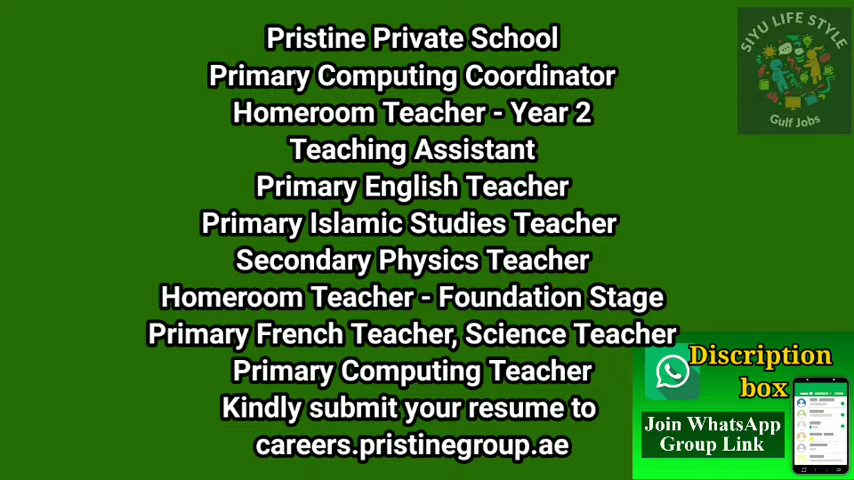 Pristine Private School
Primary Computing Coordinator
Homeroom Teacher - Year 2
Teaching Assistant
Primary English Teacher
Primary Islamic Studies Teacher
Secondary Physics Teacher
Homeroom Teacher - Foundation Stage
Primary French Teacher, Science Teacher
Primary Computing Teacher
Kindly submit your resume to
careers.pristinegroup.ae
SIYU LIFE STYLE
Gulf Jobs
Discription
box
Join WhatsApp
Group Link